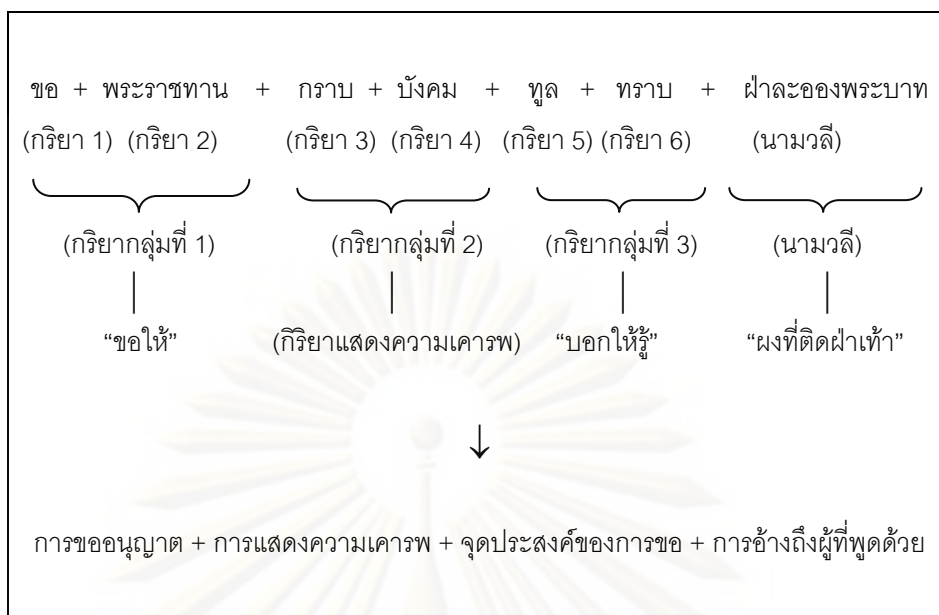 ขอ + พระราชทาน + กราบ + บังคม + ทูล + ทราบ + ฝ่าละอองพระบาท
(กริยา 1) (กริยา 2) (กริยา 3) (กริยา 4) (กริยา 5) (กริยา 6) (นามวลี)
(กริยากลุ่มที่ 1) (กริยากลุ่มที่ 2) (กริยากลุ่มที่ 3) (นามวลี)
“ขอให้” (กิริยาแสดงความเคารพ) “บอกให้รู้” “ผงที่ติดฝ่าเท้า”
การขออนุญาต + การแสดงความเคารพ + จุดประสงค์ของการขอ + การอ้างถึงผู้ที่พูดด้วย